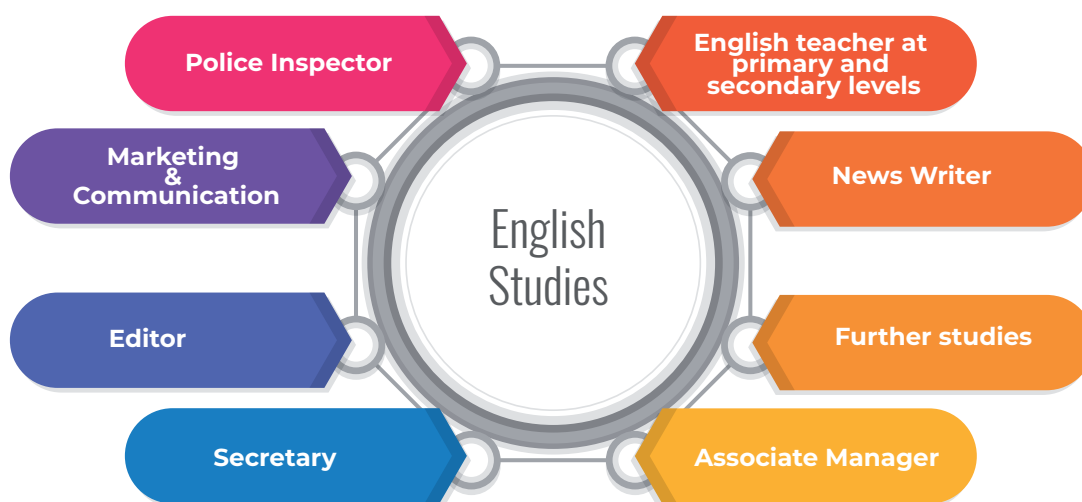 Police Inspector
English teacher at
primary and
secondary levels
Marketing
&
Communication
News Writer
English
Studies
Editor
Further studies
Secretary
Associate Manager